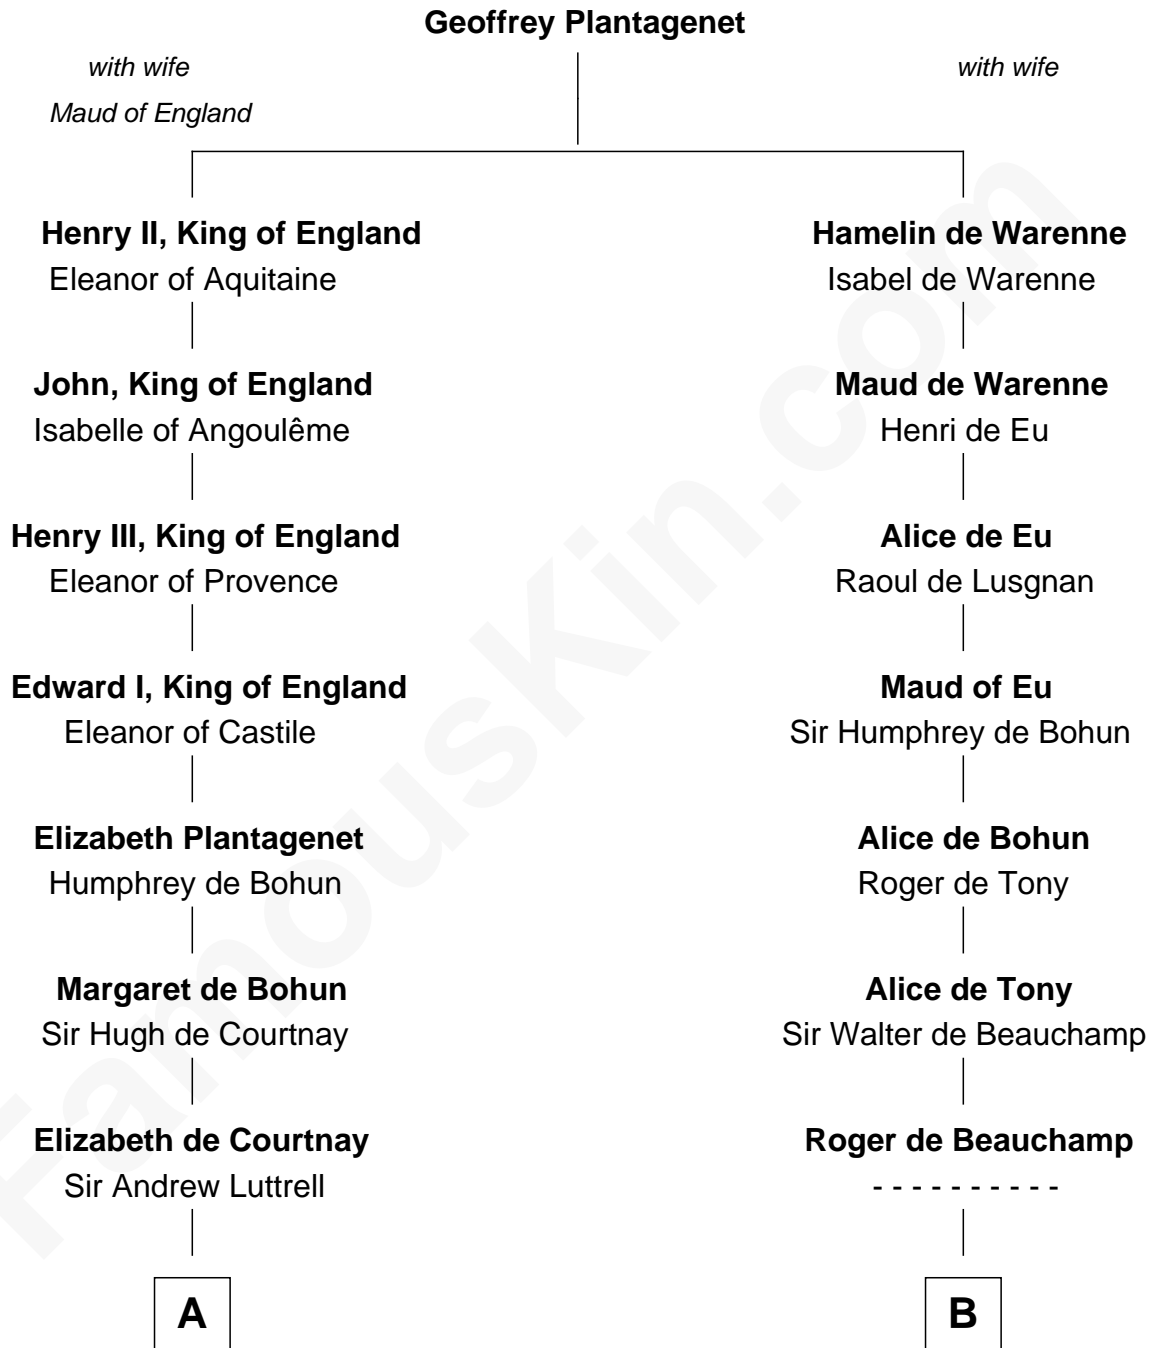 Geoffrey Plantagenet
with wife
Maud of England
with wife
Henry II, King of England
Eleanor of Aquitaine
Hamelin de Warenne
Isabel de Warenne
John, King of England
Isabelle of Angoulême
Maud de Warenne
Henri de Eu
Henry III, King of England
Eleanor of Provence
Alice de Eu
Raoul de Lusgnan
Edward I, King of England
Eleanor of Castile
Maud of Eu
Sir Humphrey de Bohun
Elizabeth Plantagenet
Humphrey de Bohun
Alice de Bohun
Roger de Tony
Margaret de Bohun
Sir Hugh de Courtnay
Alice de Tony
Sir Walter de Beauchamp
Elizabeth de Courtnay
Sir Andrew Luttrell
Roger de Beauchamp
- - - - - - - - - -
A
B
FamousKin.com